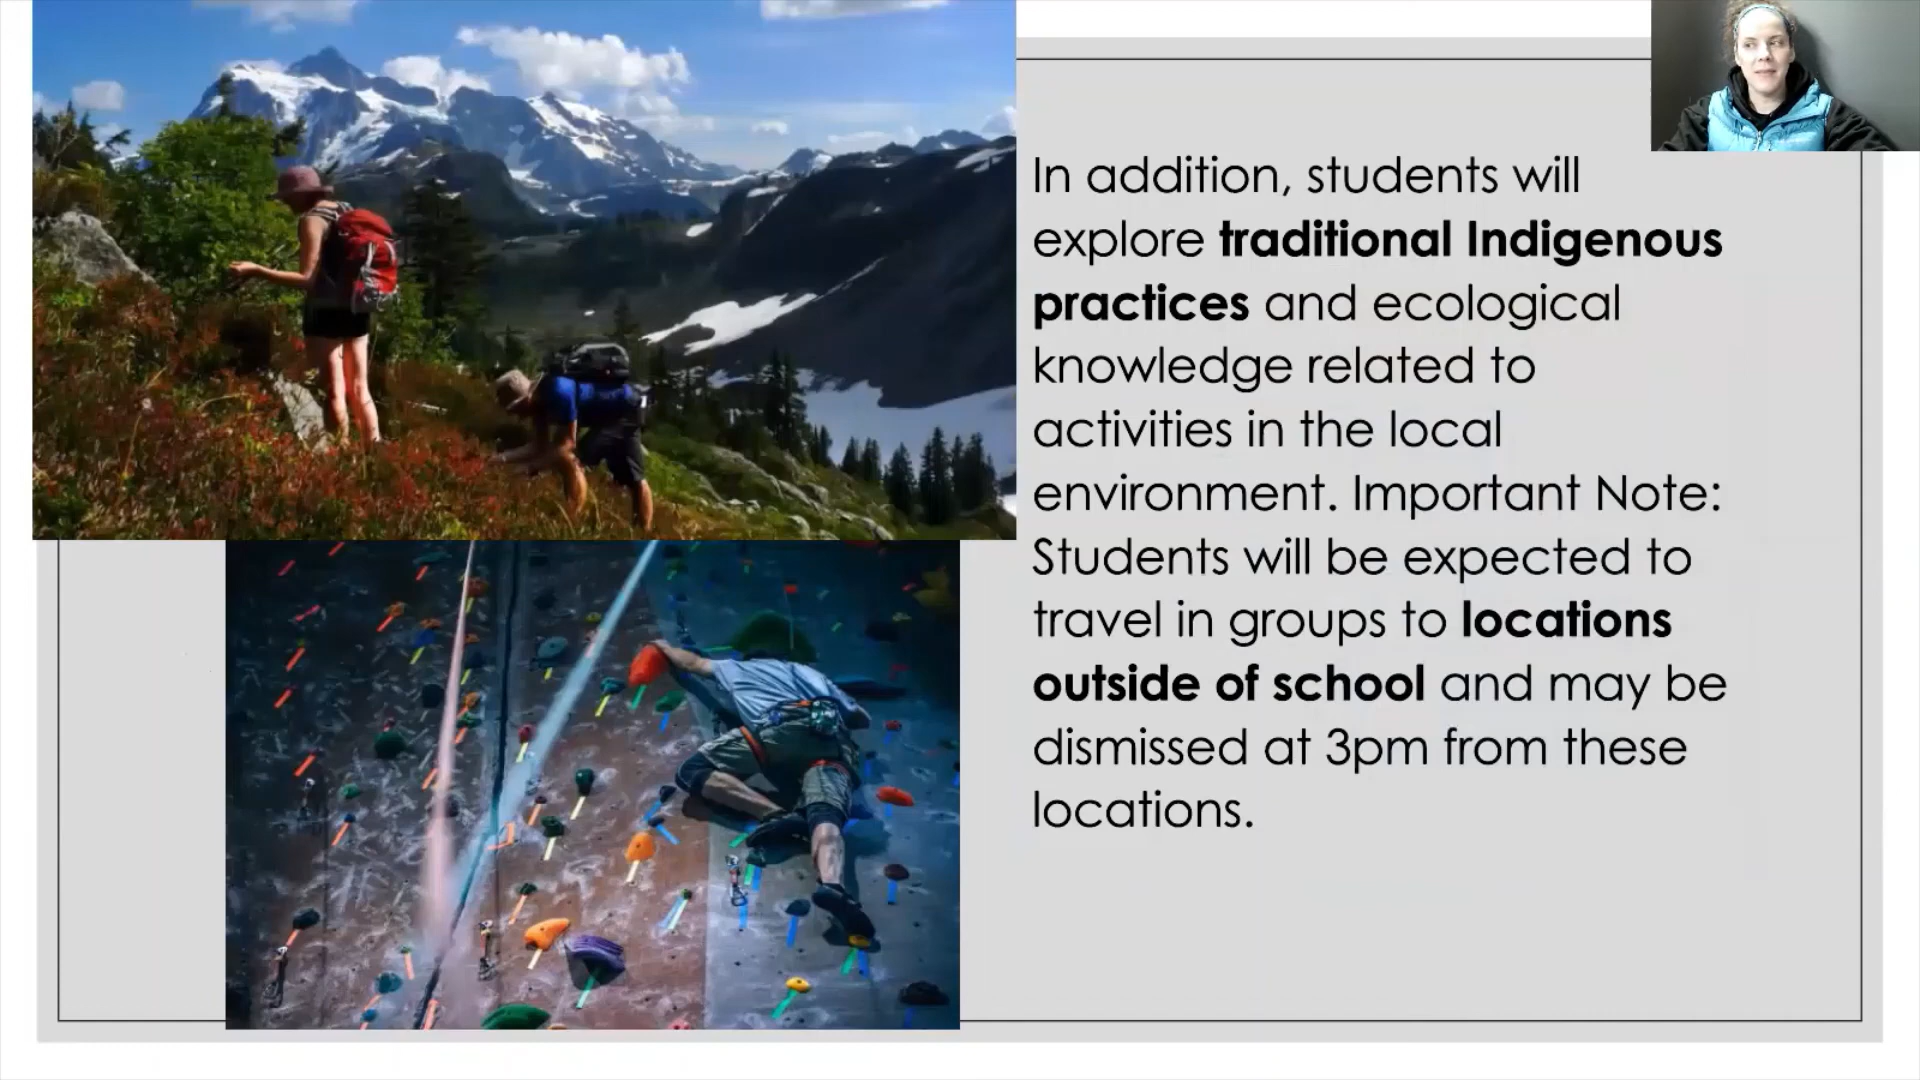 In addition, students will
explore traditional Indigenous
practices and ecological
knowledge related to
activities in the local
environment. Important Note:
Students will be expected to
travel in groups to locations
outside of school and may be
dismissed at 3pm from these
locations.